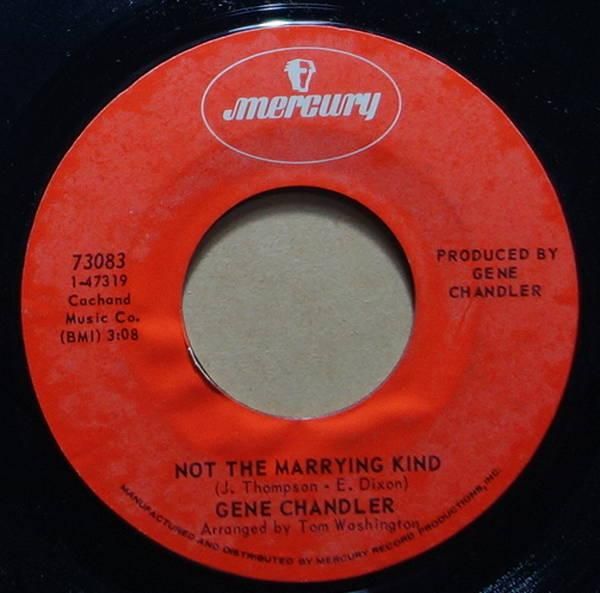 mercury
73083
1-47319
Cachand
Music Co.
(BMI) 3:08
PRODUCED BY
GENE
CHANDLER
NOT THE MARRYING KIND
(J. Thompson - E. Dixon)
GENE CHANDLER
Arranged by Tom Washington
MANUFACTURED AND DISTRIBUTED BY MERCURY RECORD PRODUCTIONS, INC.